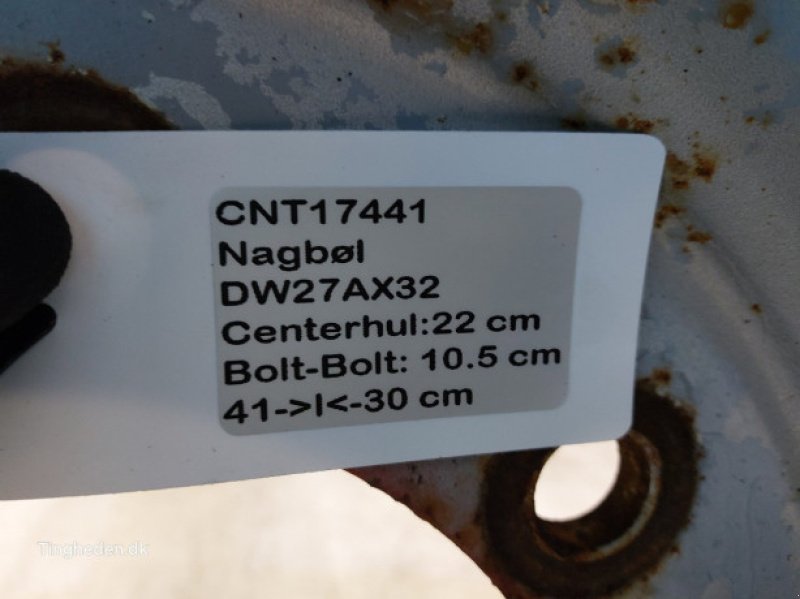 CNT17441
Nagbøl
DW27AX32
Centerhul:22 cm
Bolt-Bolt: 10.5 cm
41->I<-30 cm
Tingheden.dk